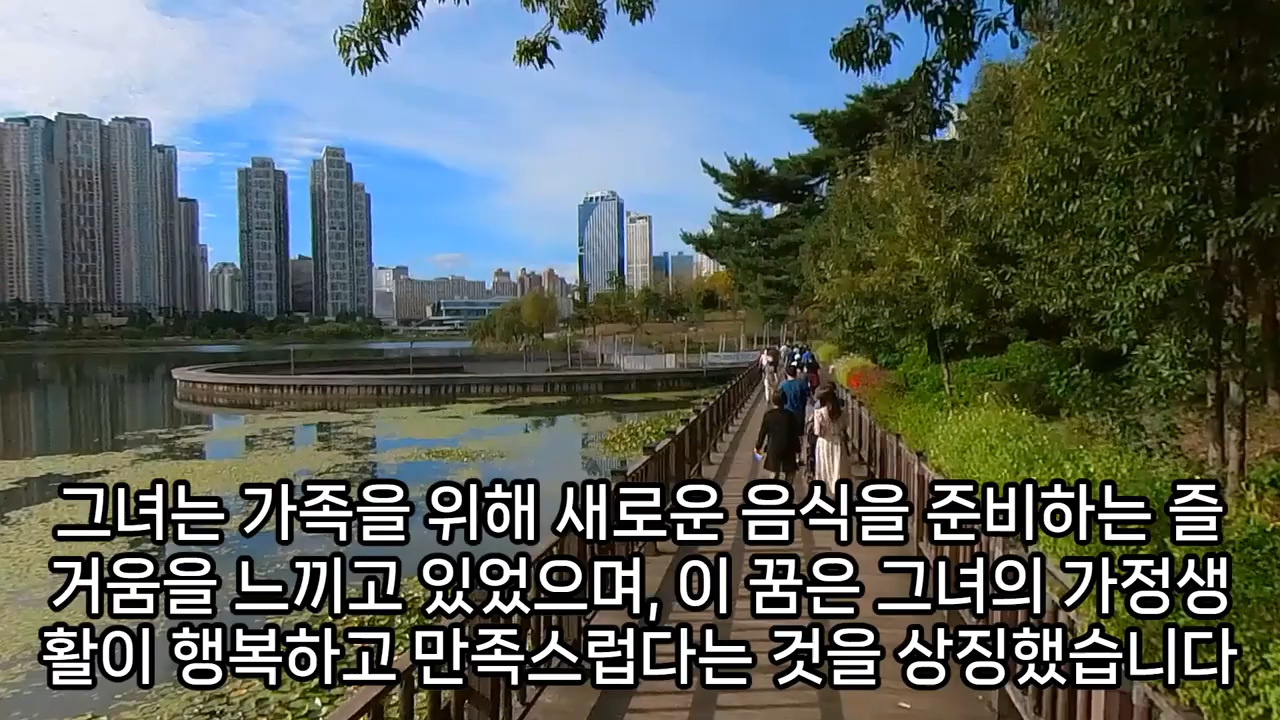 그녀는 가족을 위해 새로운 음식을 준비하는 즐
거움을 느끼고 있었으며, 이 꿈은 그녀의 가정생
활이 행복하고 만족스럽다는 것을 상징했습니다